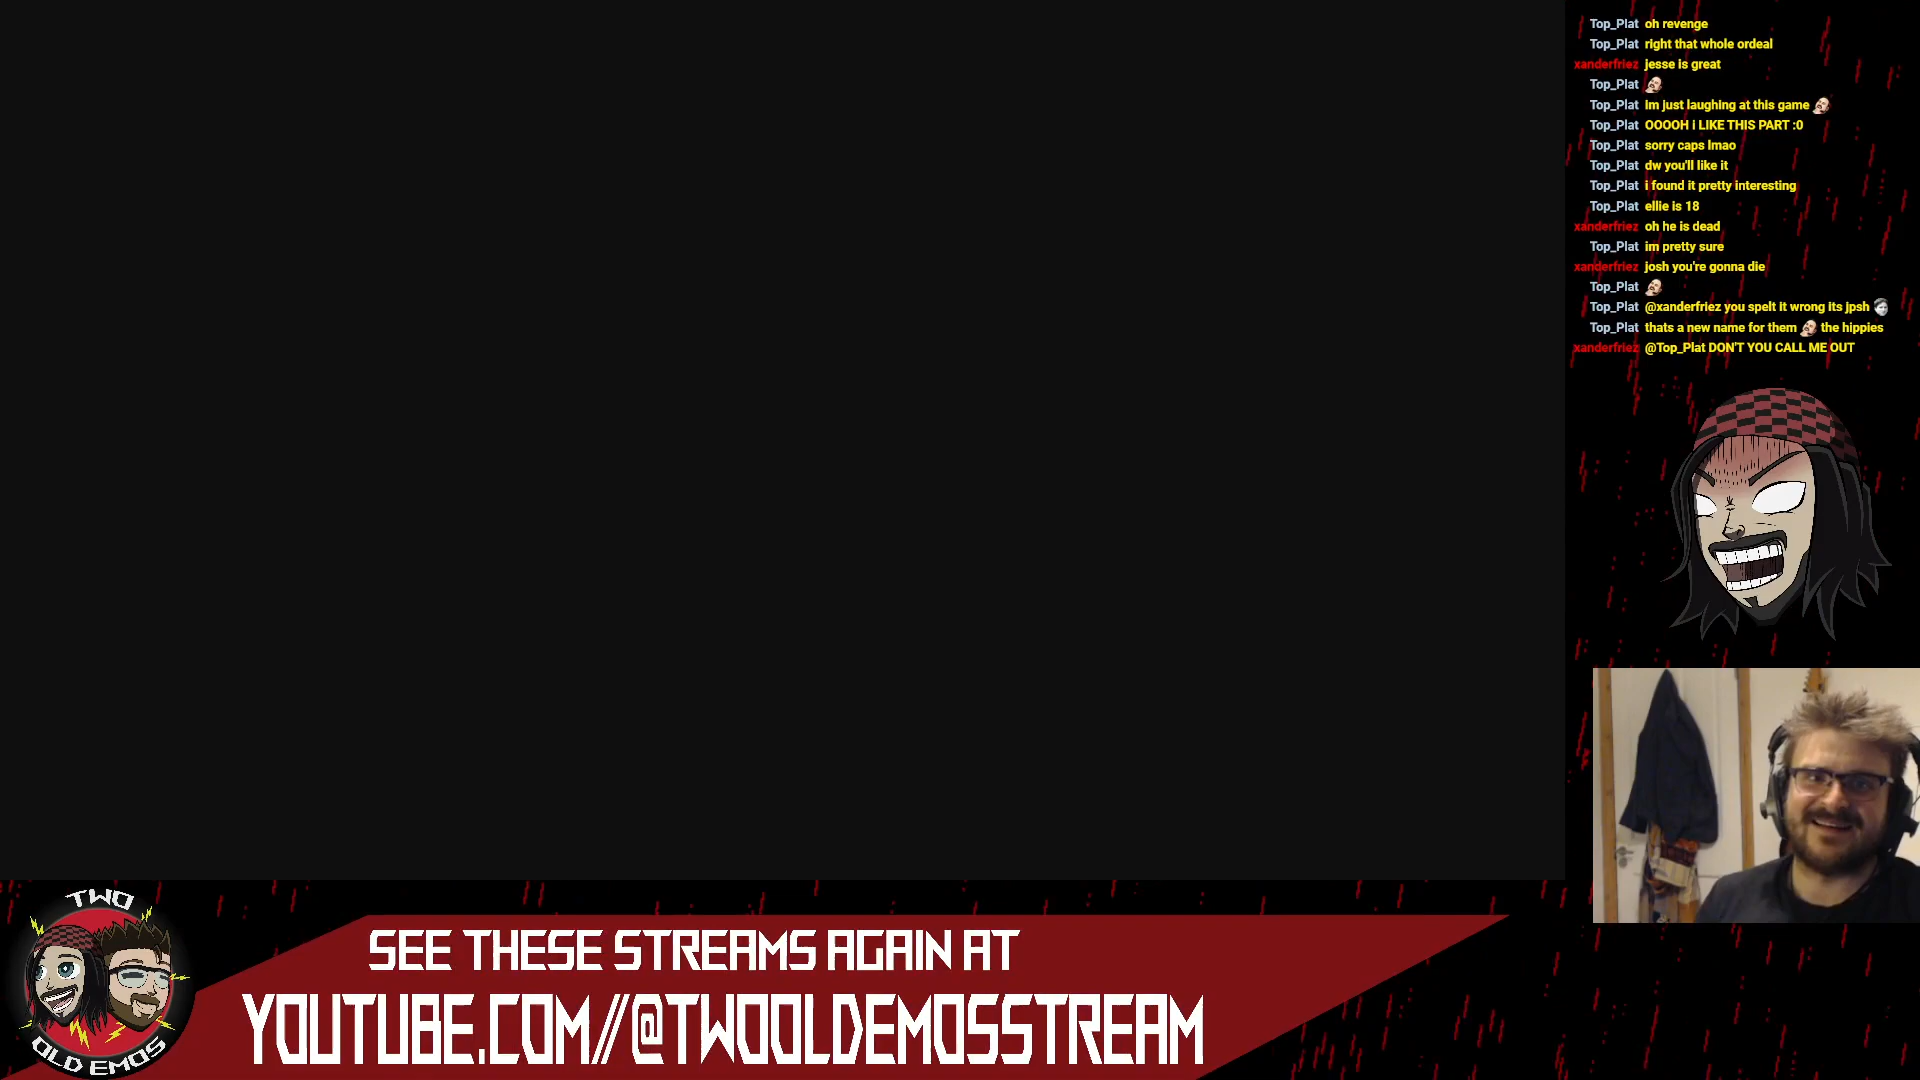 Top_Plat oh revenge
Top_Plat right that whole ordeal
xanderfriez jesse is great
Top_Plat
Top_Plat im just laughing at this game
Top_Plat OOOOH i LIKE THIS PART :0
Top_Plat sorry caps lmao
Top_Plat dw you'll like it
Top_Plat i found it pretty interesting
Top_Plat ellie is 18
xanderfriez oh he is dead
Top_Plat im pretty sure
xanderfriez josh you're gonna die
Top_Plat
Top_Plat @xanderfriez you spelt it wrong its jpsh
Top_Plat thats a new name for them the hippies
xanderfriez @Top_Plat DON'T YOU CALL ME OUT
TWO
OLD EMOS
SEE THESE STREAMS AGAIN AT
YOUTUBE.COM//@TWOOLDEMOSSTREAM